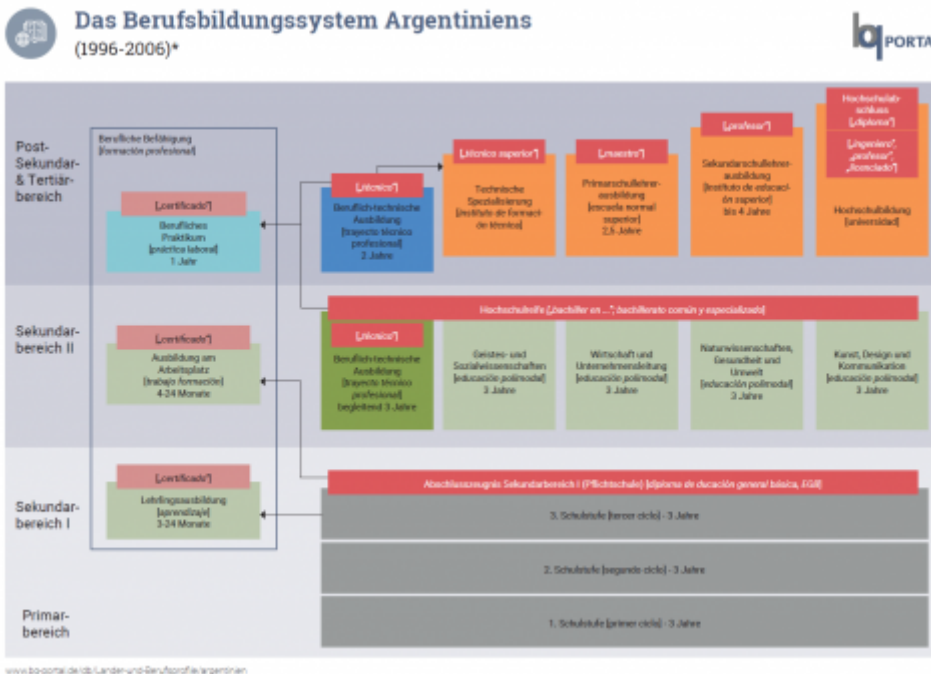 Das Berufsbildungssystem Argentiniens
(1996-2006)*
bq PORTA
Post-
Sekundar-
& Tertiär-
bereich
Berufliche Befähigung
[formación profesional]
[„certificado"]
Berufliches
Praktikum
[práctica laboral]
1 Jahr
[„técnico"]
Beruflich-technische
Ausbildung
[trayecto técnico
profesional]
2 Jahre
[„técnico superior"]
Technische
Spezialisierung
[instituto de formaci-
ón técnica]
[„maestro"]
Primarschullehrer-
ausbildung
[escuela normal
superior]
2,5 Jahre
[„profesor"]
Sekundarschullehrer-
ausbildung
[instituto de educaci-
ón superior]
bis 4 Jahre
Hochschulab-
schluss
[„diploma"]
[„ingeniero",
„profesor",
„licenciado"]
Hochschulbildung
[universidad]
Sekundar-
bereich II
Hochschulreife [„bachiller en ..."; bachillerato común y especializado]
[„certificado"]
Ausbildung am
Arbeitsplatz
[trabajo formación]
4-24 Monate
[„técnico"]
Beruflich-technische
Ausbildung
[trayecto técnico
profesional]
begleitend 3 Jahre
Geistes- und
Sozialwissenschaften
[educación polimodal]
3 Jahre
Wirtschaft und
Unternehmensleitung
[educación polimodal]
3 Jahre
Naturwissenschaften,
Gesundheit und
Umwelt
[educación polimodal]
3 Jahre
Kunst, Design und
Kommunikation
[educación polimodal]
3 Jahre
Sekundar-
bereich I
[„certificado"]
Lehrlingsausbildung
[aprendizaje]
3-24 Monate
Abschlusszeugnis Sekundarbereich I (Pflichtschule) [diploma de ducación general básica, EGB]
3. Schulstufe [tercer ciclo] - 3 Jahre
2. Schulstufe [segundo ciclo] - 3 Jahre
Primar-
bereich
1. Schulstufe [primer ciclo] - 3 Jahre
www.bq-portal.de/db/Länder-und-Berufsprofile/argentinien